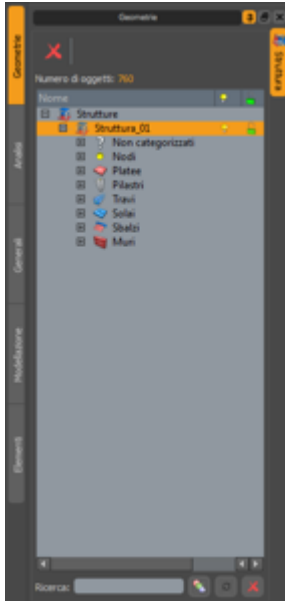 Geometrie
3
Geometrie
Analisi
Generali
Modellazione
Elementi
Struttura
Numero di oggetti: 760
Nome
Strutture
Struttura_01
Non categorizzati
Nodi
Platee
Pilastri
Travi
Solai
Sbalzi
Muri
Ricerca: